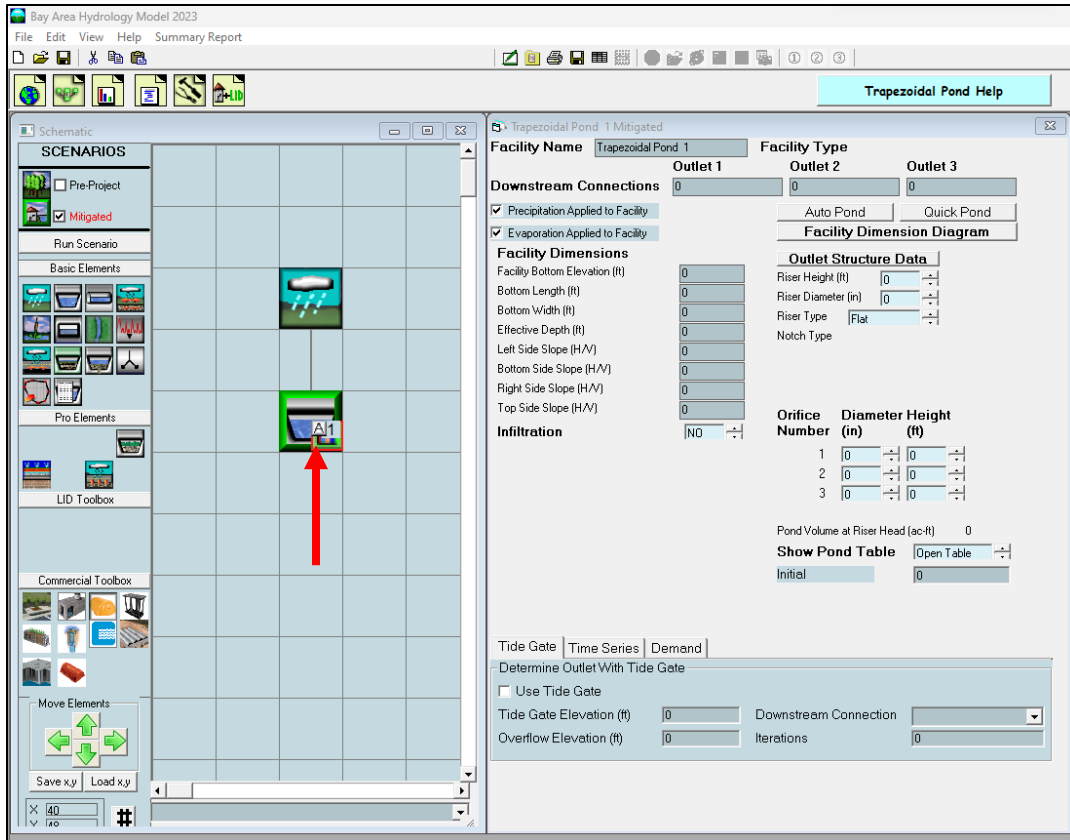 Bay Area Hydrology Model 2023
File Edit View Help Summary Report
1 2 3
+LID
Trapezoidal Pond Help
Schematic
SCENARIOS
Pre-Project
Mitigated
Run Scenario
Basic Elements
Pro Elements
LID Toolbox
Commercial Toolbox
Move Elements
Save x,y Load x,y
X 40
Y 48
#
A 1
Trapezoidal Pond 1 Mitigated
Facility Name Trapezoidal Pond 1 Facility Type
Outlet 1 Outlet 2 Outlet 3
Downstream Connections 0 0 0
Precipitation Applied to Facility Auto Pond Quick Pond
Evaporation Applied to Facility Facility Dimension Diagram
Facility Dimensions Outlet Structure Data
Facility Bottom Elevation (ft) 0 Riser Height (ft) 0
Bottom Length (ft) 0 Riser Diameter (in) 0
Bottom Width (ft) 0 Riser Type Flat
Effective Depth (ft) 0 Notch Type
Left Side Slope (H/V) 0
Bottom Side Slope (H/V) 0
Right Side Slope (H/V) 0
Top Side Slope (H/V) 0 Orifice Diameter Height
Infiltration NO Number (in) (ft)
1 0 0
2 0 0
3 0 0
Pond Volume at Riser Head (ac-ft) 0
Show Pond Table Open Table
Initial 0
Tide Gate Time Series Demand
Determine Outlet With Tide Gate
Use Tide Gate
Tide Gate Elevation (ft) 0 Downstream Connection
Overflow Elevation (ft) 0 Iterations 0